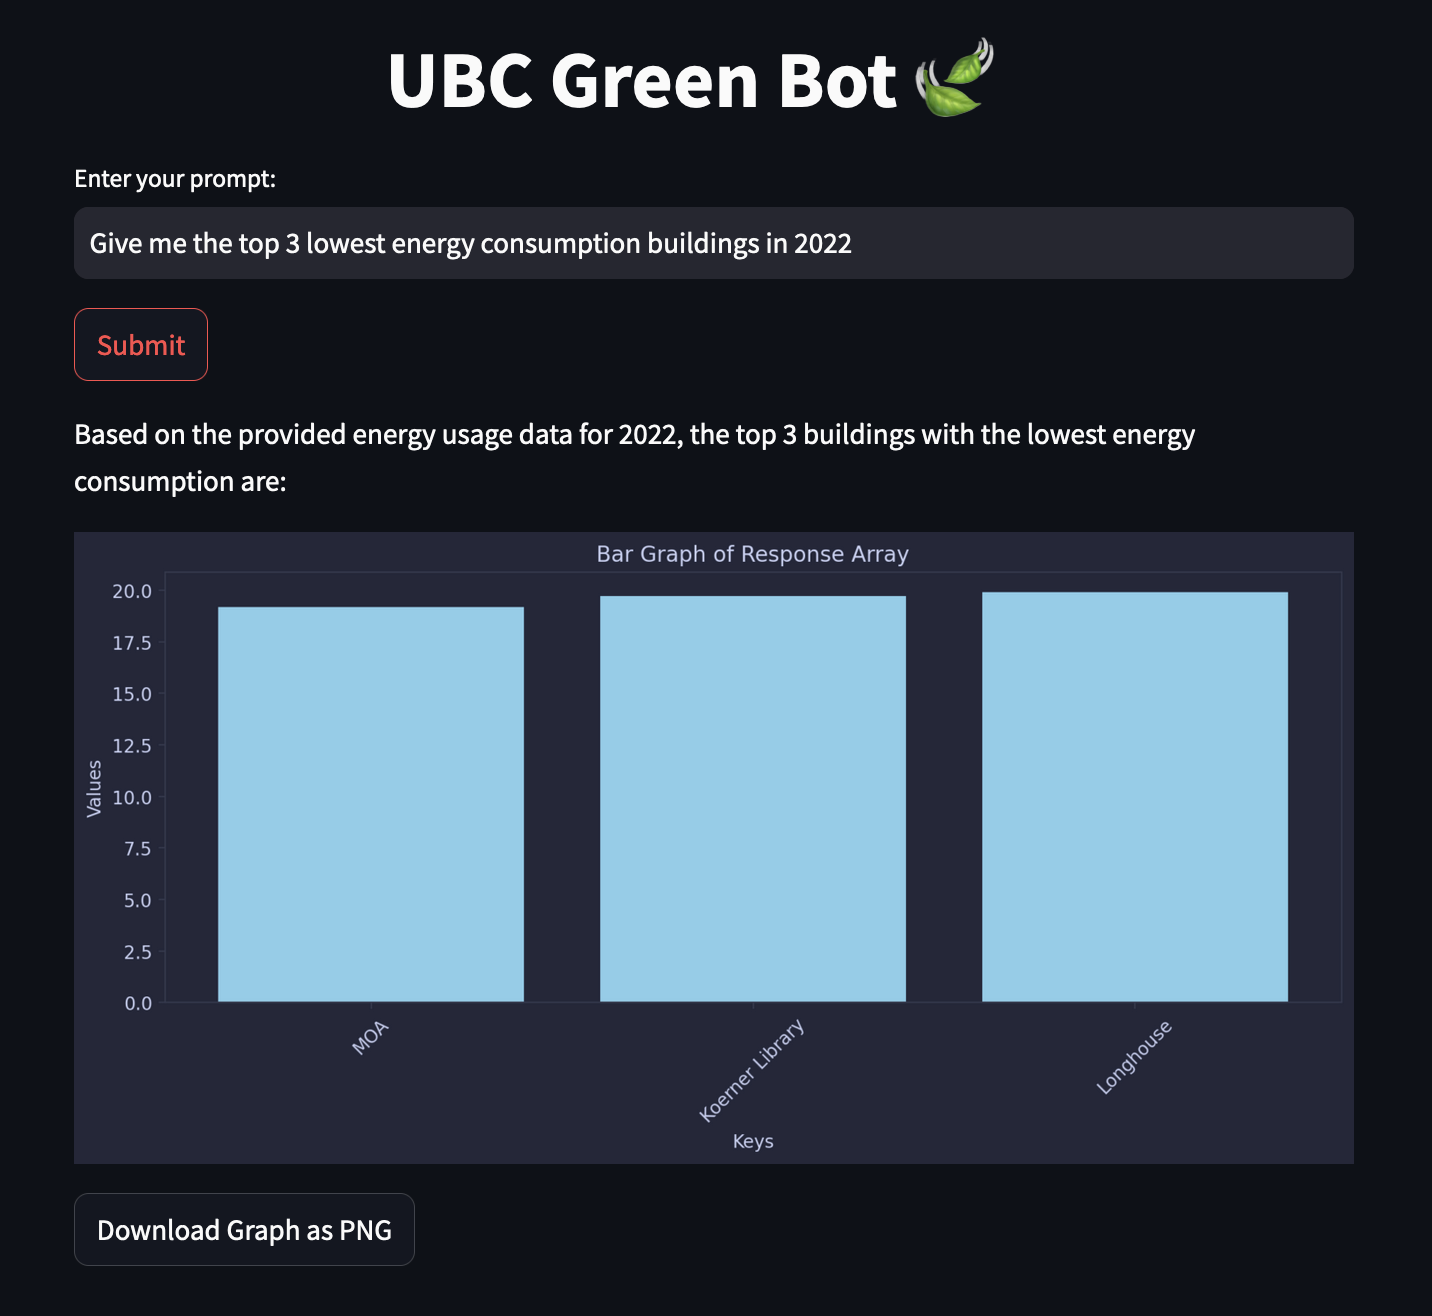 UBC Green Bot
Enter your prompt:
Give me the top 3 lowest energy consumption buildings in 2022
Submit
Based on the provided energy usage data for 2022, the top 3 buildings with the lowest energy
consumption are:
Bar Graph of Response Array
20.0
17.5
15.0
12.5
10.0
7.5
5.0
2.5
0.0
Values
MOA
Koerner Library
Longhouse
Keys
Download Graph as PNG